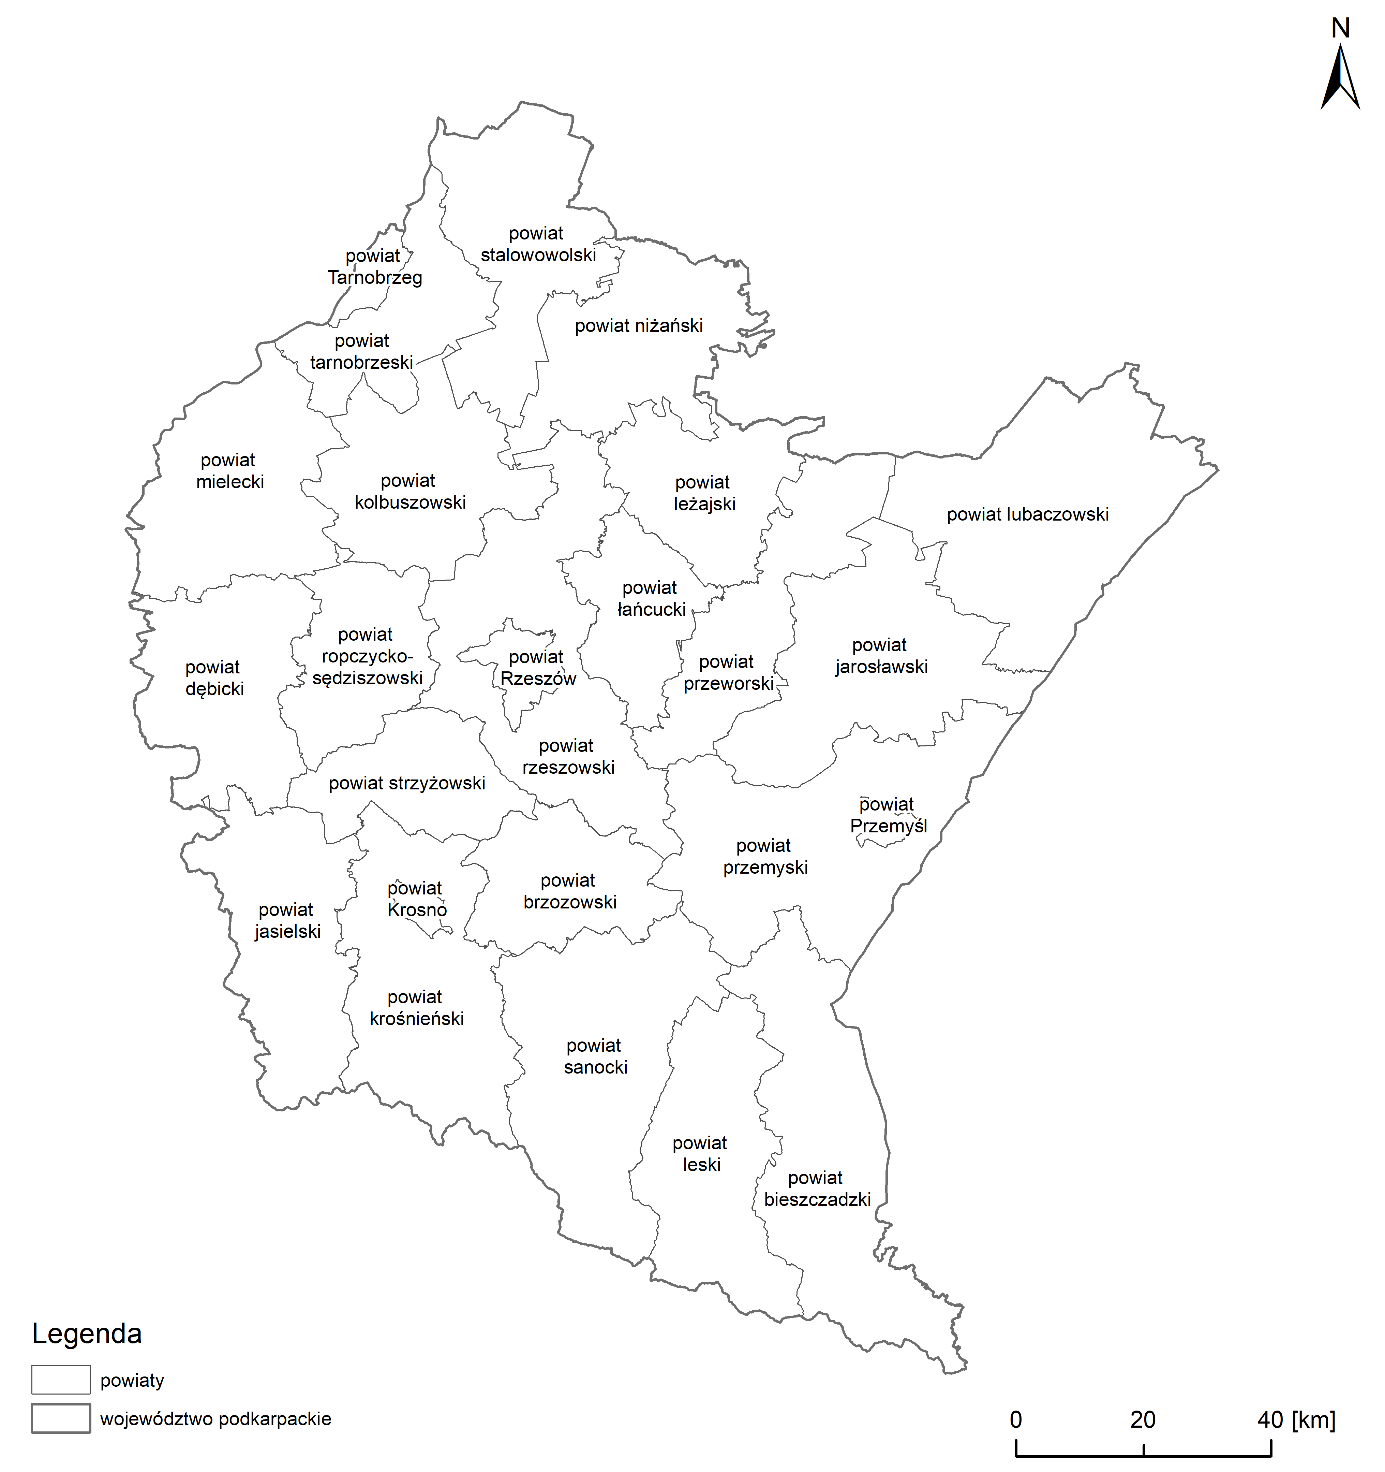 N
powiat
stalowowolski
powiat
Tarnobrzeg
powiat niżański
powiat
tarnobrzeski
powiat
mielecki
powiat
kolbuszowski
powiat
leżajski
powiat lubaczowski
powiat
łańcucki
powiat
ropczycko-
sędziszowski
powiat
dębicki
powiat
Rzeszów
powiat
przeworski
powiat
jarosławski
powiat
rzeszowski
powiat strzyżowski
powiat
Przemyśl
powiat
przemyski
powiat
Krosno
powiat
brzozowski
powiat
jasielski
powiat
krośnieński
powiat
sanocki
powiat
leski
powiat
bieszczadzki
Legenda
powiaty
województwo podkarpackie
0 20 40 [km]